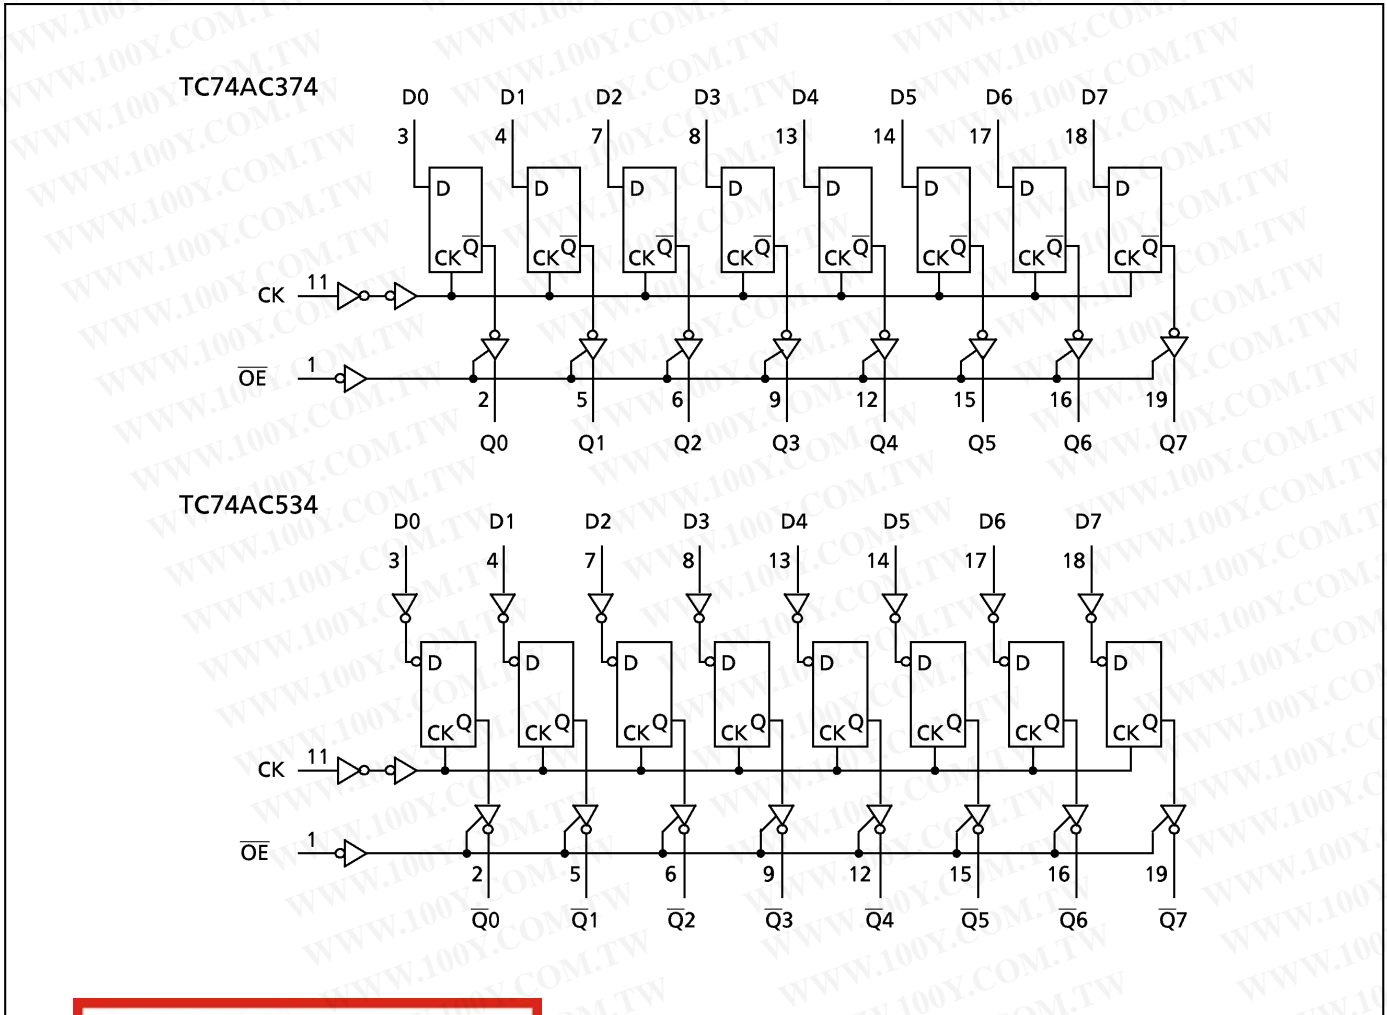 TC74AC374
D0 D1 D2 D3 D4 D5 D6 D7
3 4 7 8 13 14 17 18
D D D D D D D D
Q̅ Q̅ Q̅ Q̅ Q̅ Q̅ Q̅ Q̅
CK CK CK CK CK CK CK CK
CK 11
O̅E̅ 1
2 5 6 9 12 15 16 19
Q0 Q1 Q2 Q3 Q4 Q5 Q6 Q7
TC74AC534
D0 D1 D2 D3 D4 D5 D6 D7
3 4 7 8 13 14 17 18
D D D D D D D D
Q Q Q Q Q Q Q Q
CK CK CK CK CK CK CK CK
CK 11
O̅E̅ 1
2 5 6 9 12 15 16 19
Q̅0 Q̅1 Q̅2 Q̅3 Q̅4 Q̅5 Q̅6 Q̅7
WWW.100Y.COM.TW